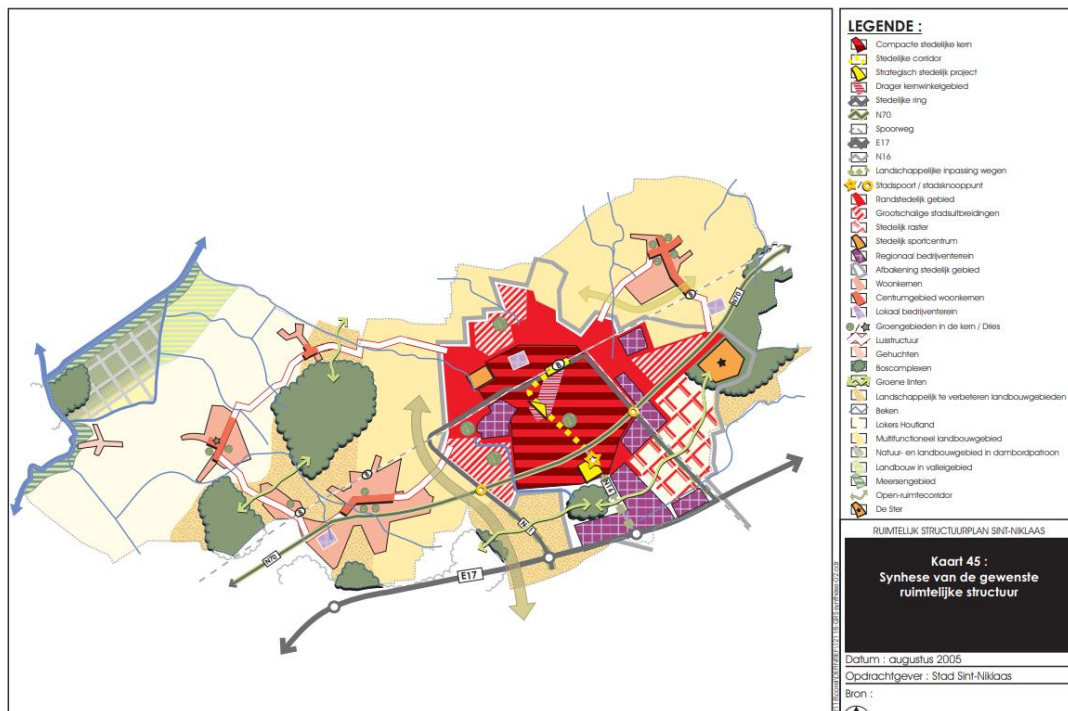 LEGENDE :
Compacte stedelijke kern
Stedelijke corridor
Strategisch stedelijk project
Drager kernwinkelgebied
Stedelijke ring
N70
Spoorweg
E17
N16
Landschappelijke inpassing wegen
Stadspoort / stadsknooppunt
Randstedelijk gebied
Grootschalige stadsuitbreidingen
Stedelijk raster
Stedelijk sportcentrum
Regionaal bedrijventerrein
Afbakening stedelijk gebied
Woonkernen
Centrumgebied woonkernen
Lokaal bedrijventerein
Groengebieden in de kern / Dries
Lusstructuur
Gehuchten
Boscomplexen
Groene linten
Landschappelijk te verbeteren landbouwgebieden
Beken
Lokers Houtland
Multifunctioneel landbouwgebied
Natuur- en landbouwgebied in dambordpatroon
Landbouw in valleigebied
Meersengebied
Open-ruimtecorridor
De Ster
RUIMTELIJK STRUCTUURPLAN SINT-NIKLAAS
Kaart 45 :
Synhese van de gewenste
ruimtelijke structuur
Datum : augustus 2005
Opdrachtgever : Stad Sint-Niklaas
Bron :
N70
N16
N70
E17